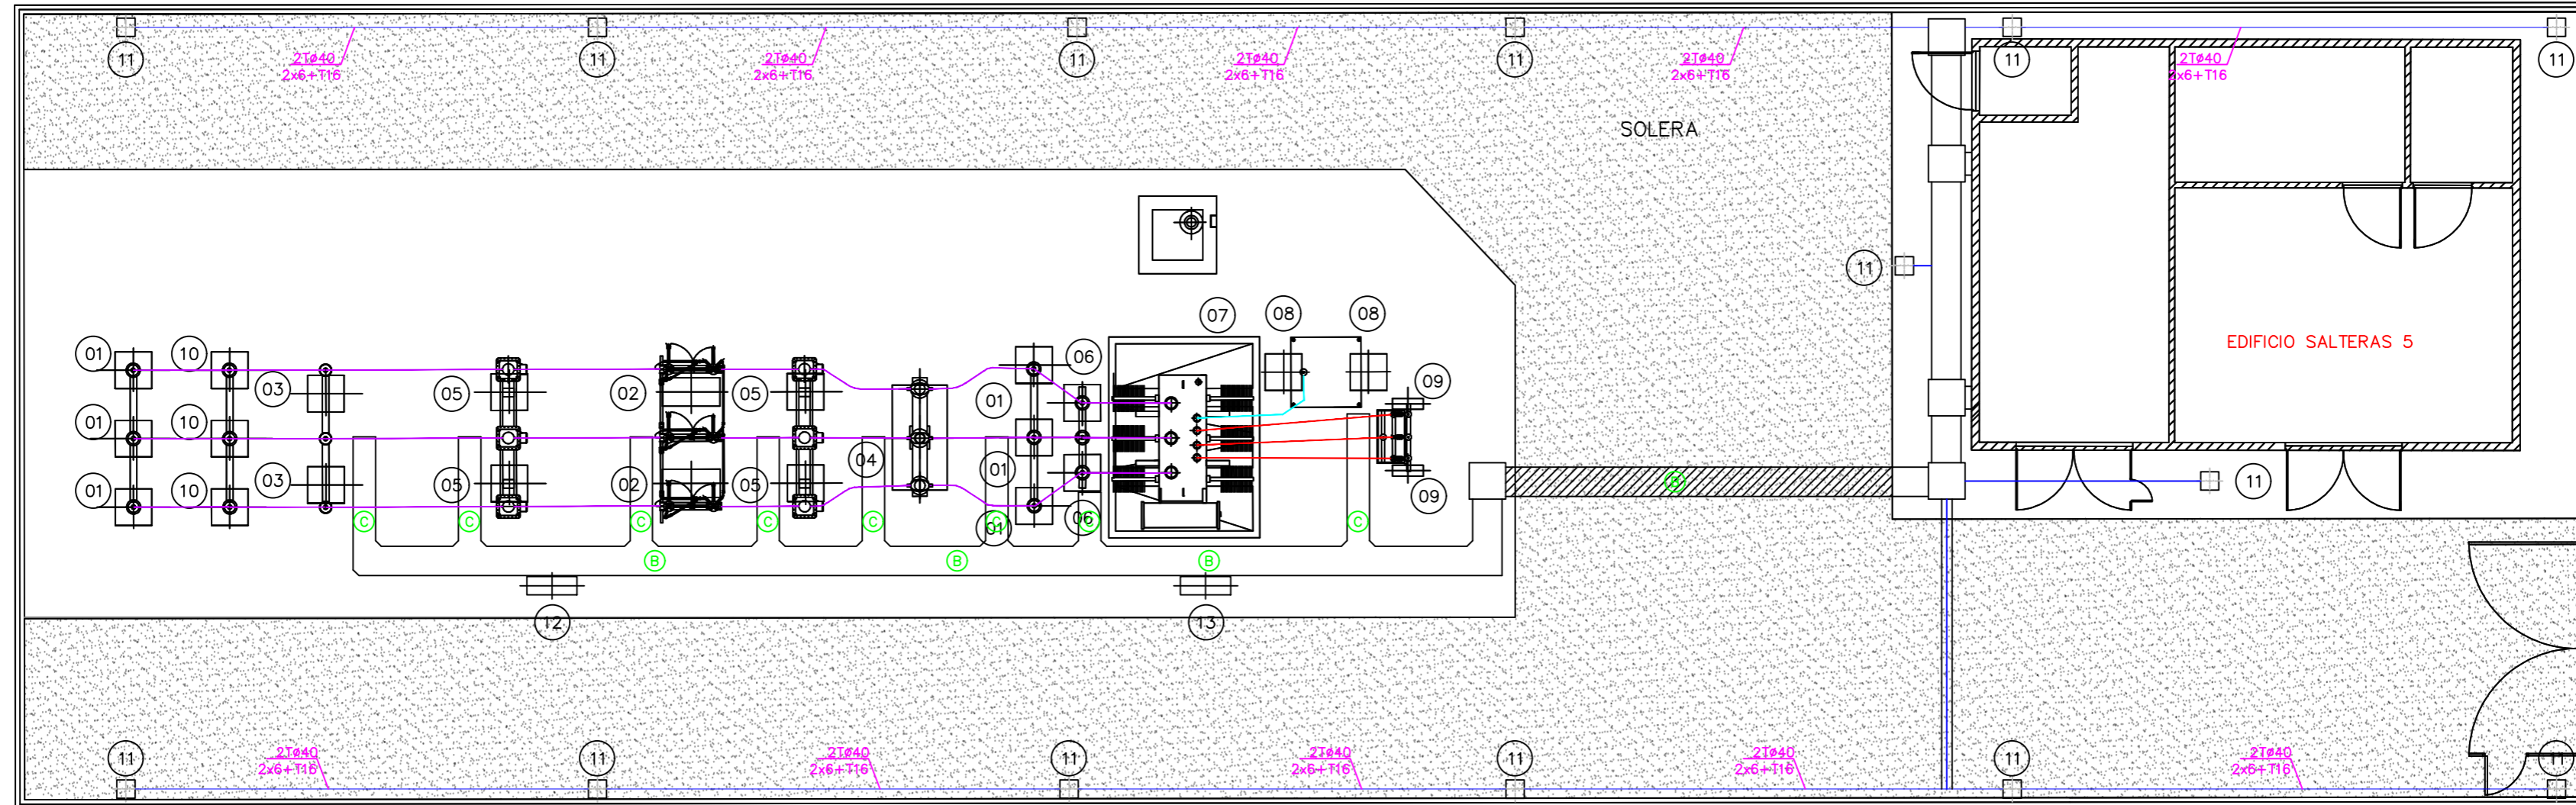 2Tø40
2x6+T16
2Tø40
2x6+T16
2Tø40
2x6+T16
2Tø40
2x6+T16
2Tø40
2x6+T16
11
11
11
11
11
11
SOLERA
11
07
08
08
EDIFICIO SALTERAS 5
01
10
06
03
05
02
05
01
09
01
10
04
01
03
05
02
05
09
11
01
10
C
C
C
C
C
C
C
C
01
06
B
B
B
B
12
13
11
11
11
11
11
11
2Tø40
2x6+T16
2Tø40
2x6+T16
2Tø40
2x6+T16
2Tø40
2x6+T16
2Tø40
2x6+T16